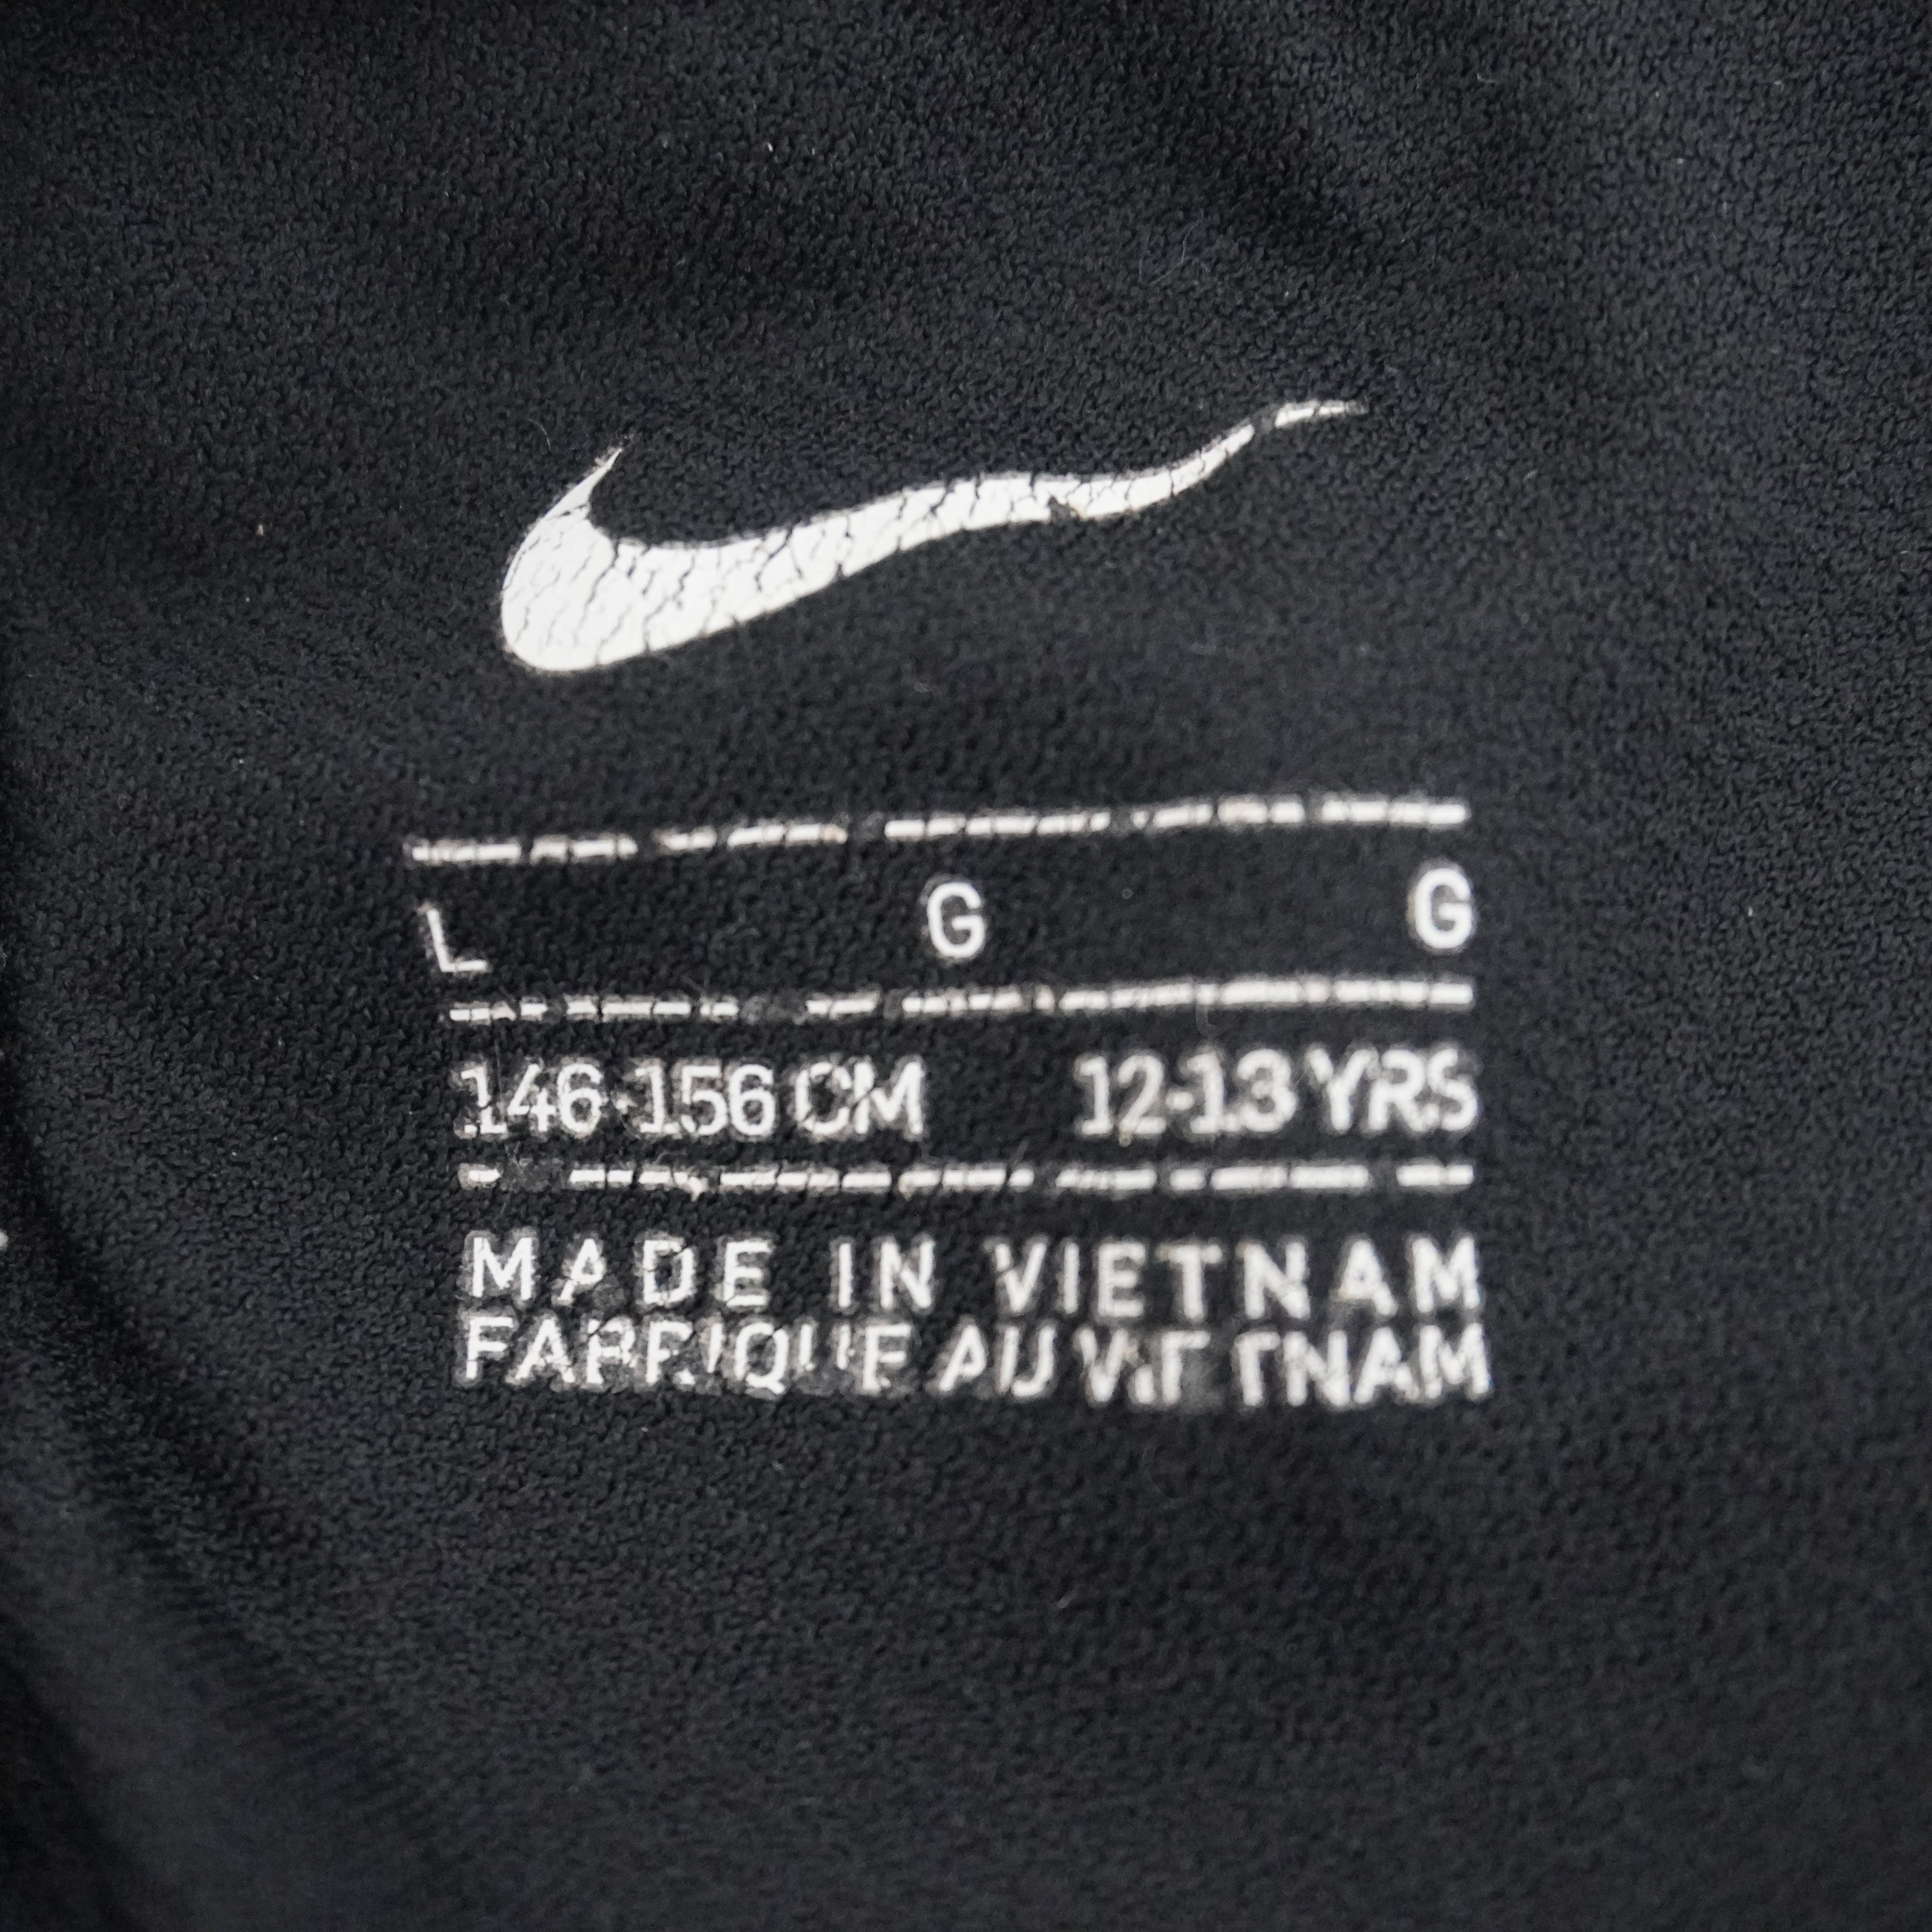 L G G
146-156 CM 12-13 YRS
MADE IN VIETNAM
FABRIQUE AU VIETNAM